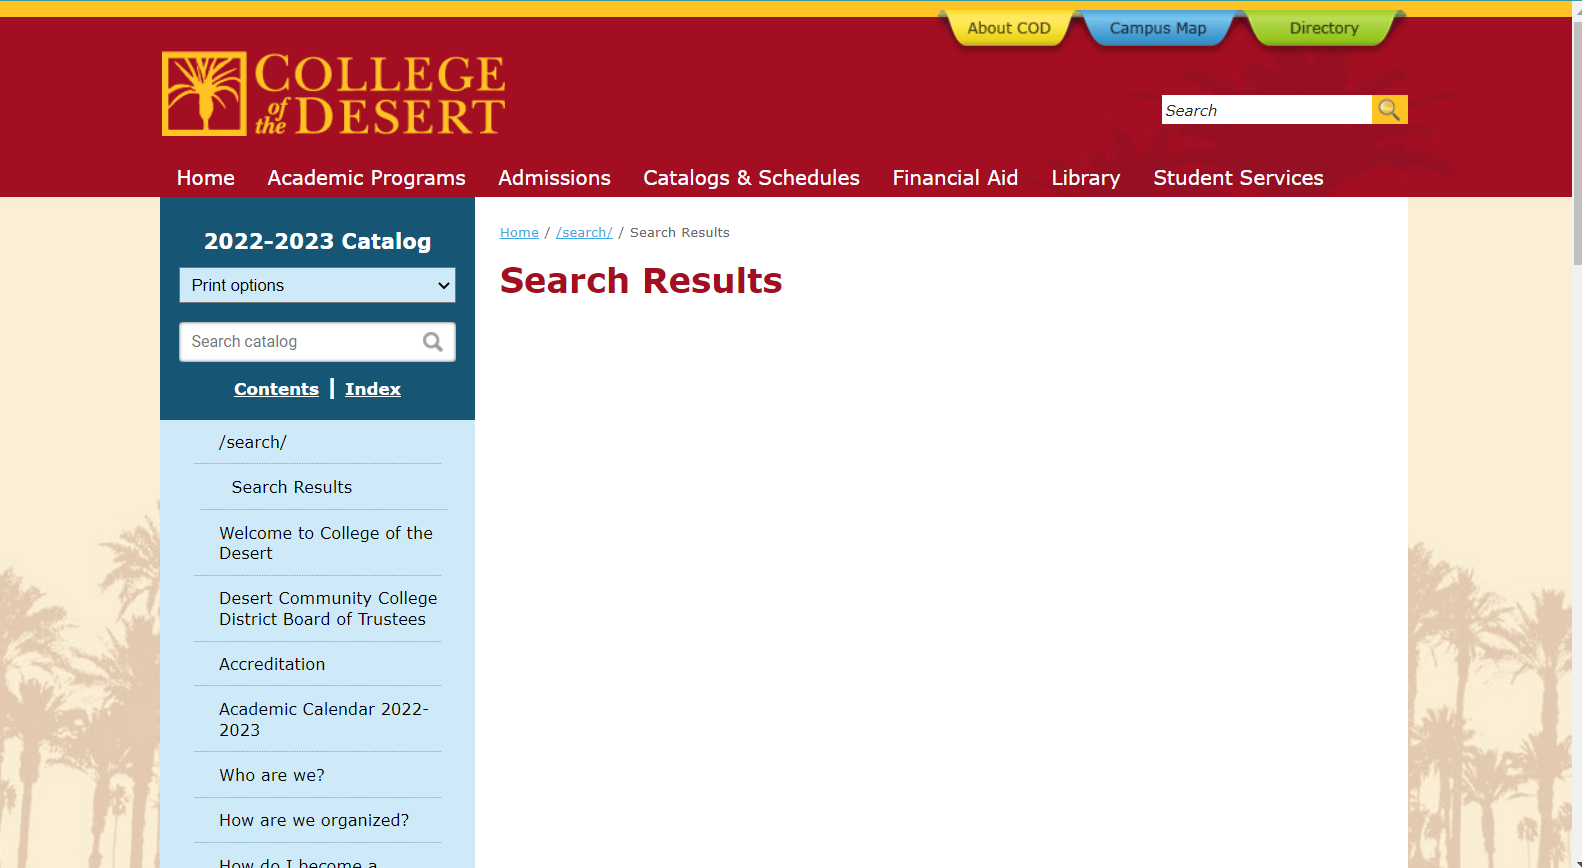 About COD
Campus Map
Directory
COLLEGE
of the DESERT
Search
Home
Academic Programs
Admissions
Catalogs & Schedules
Financial Aid
Library
Student Services
2022-2023 Catalog
Print options
Search catalog
Contents | Index
/search/
Search Results
Welcome to College of the
Desert
Desert Community College
District Board of Trustees
Accreditation
Academic Calendar 2022-
2023
Who are we?
How are we organized?
How do I become a
Home / /search/ / Search Results
Search Results